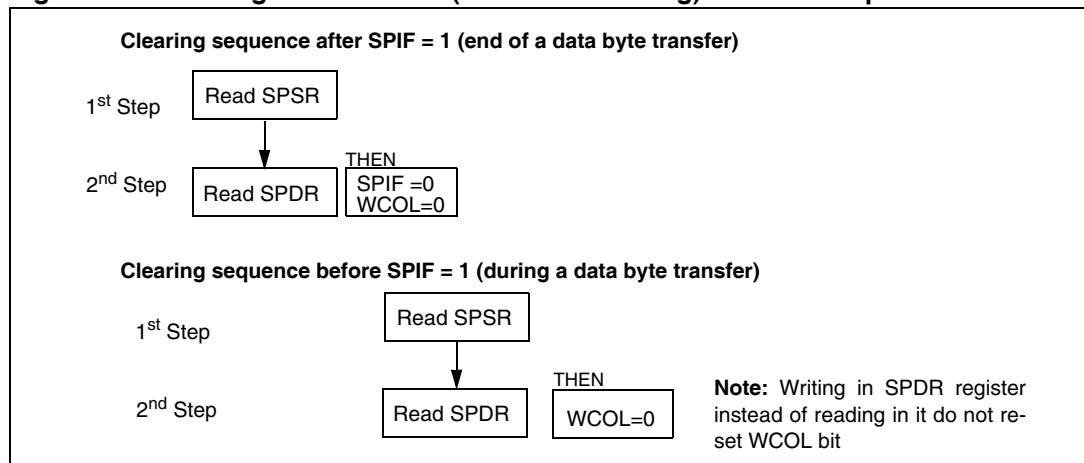 Clearing sequence after SPIF = 1 (end of a data byte transfer)
1st Step
Read SPSR
THEN
2nd Step
Read SPDR
SPIF =0
WCOL=0
Clearing sequence before SPIF = 1 (during a data byte transfer)
1st Step
Read SPSR
THEN
2nd Step
Read SPDR
WCOL=0
Note: Writing in SPDR register
instead of reading in it do not re-
set WCOL bit